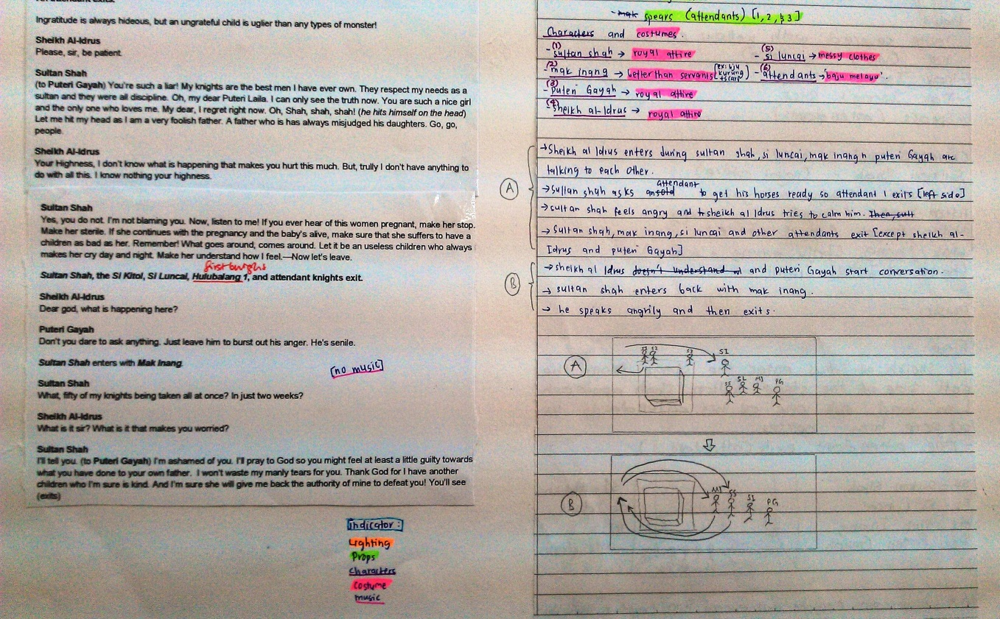 Ingratitude is always hideous, but an ungrateful child is uglier than any types of monster!
Sheikh Al-Idrus
Please, sir, be patient.
Sultan Shah
(to Puteri Gayah) You're such a liar! My knights are the best men I have ever own. They respect my needs as a
sultan and they were all discipline. Oh, my dear Puteri Laila. I can only see the truth now. You are such a nice girl
and the only one who loves me. My dear, I regret right now. Oh, Shah, shah, shah! (he hits himself on the head)
Let me hit my head as I am a very foolish father. A father who is has always misjudged his daughters. Go, go,
people.
Sheikh Al-Idrus
Your Highness, I don't know what is happening that makes you hurt this much. But, trully I don't have anything to
do with all this. I know nothing your highness.
Sultan Shah
Yes, you do not. I'm not blaming you. Now, listen to me! If you ever hear of this women pregnant, make her stop.
Make her sterile. If she continues with the pregnancy and the baby's alive, make sure that she suffers to have a
children as bad as her. Remember! What goes around, comes around. Let it be an useless children who always
makes her cry day and night. Make her understand how I feel.—Now let's leave.
Sultan Shah, the Si Kitol, Si Luncai, Hulubalang 1, and attendant knights exit.
Sheikh Al-Idrus
Dear god, what is happening here?
Puteri Gayah
Don't you dare to ask anything. Just leave him to burst out his anger. He's senile.
Sultan Shah enters with Mak Inang.
[no music]
Sultan Shah
What, fifty of my knights being taken all at once? In just two weeks?
Sheikh Al-Idrus
What is it sir? What is it that makes you worried?
Sultan Shah
I'll tell you. (to Puteri Gayah) I'm ashamed of you. I'll pray to God so you might feel at least a little guilty towards
what you have done to your own father. I won't waste my manly tears for you. Thank God for I have another
children who I'm sure is kind. And I'm sure she will give me back the authority of mine to defeat you! You'll see
(exits)
indicator:
Lighting
Props
characters
costume
music
- mak spears (attendants) [1, 2, & 3]
Characters and costumes.
- (1) sultan shah → royal attire
- (5) si luncai → messy clothes
- (2) mak inang → better than servants [ex: bju kurung + scarf]
- (6) attendants → 'baju melayu'.
- (3) Puteri Gayah → royal attire
- (4) Sheikh al-Idrus → royal attire
(A)
→ Sheikh al Idrus enters during sultan shah, si luncai, mak inang n puteri Gayah are
talking to each other.
→ sultan shah asks attendant to get his horses ready so attendant 1 exits [left side]
→ sultan shah feels angry and sheikh al Idrus tries to calm him. Then, sult
→ Sultan shah, mak inang, si luncai and other attendants exit [except sheikh al-
Idrus and puteri Gayah]
(B)
→ sheikh al Idrus doesn't understand and puteri Gayah start conversation.
→ sultan shah enters back with mak inang.
→ he speaks angrily and then exits.
(A)
SI
SS SL MI PG
(B)
MI SS SI PG